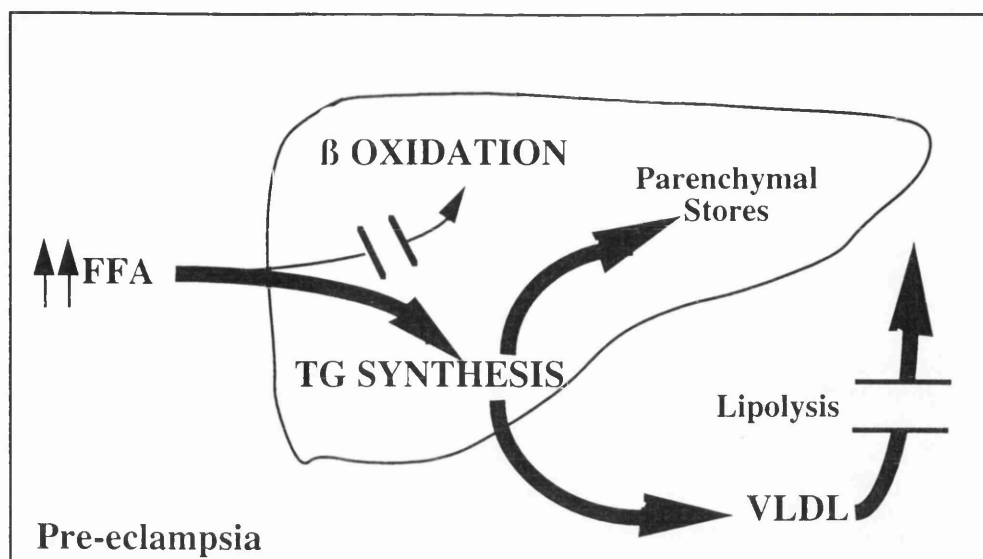 ß OXIDATION
Parenchymal
Stores
FFA
TG SYNTHESIS
Lipolysis
VLDL
Pre-eclampsia